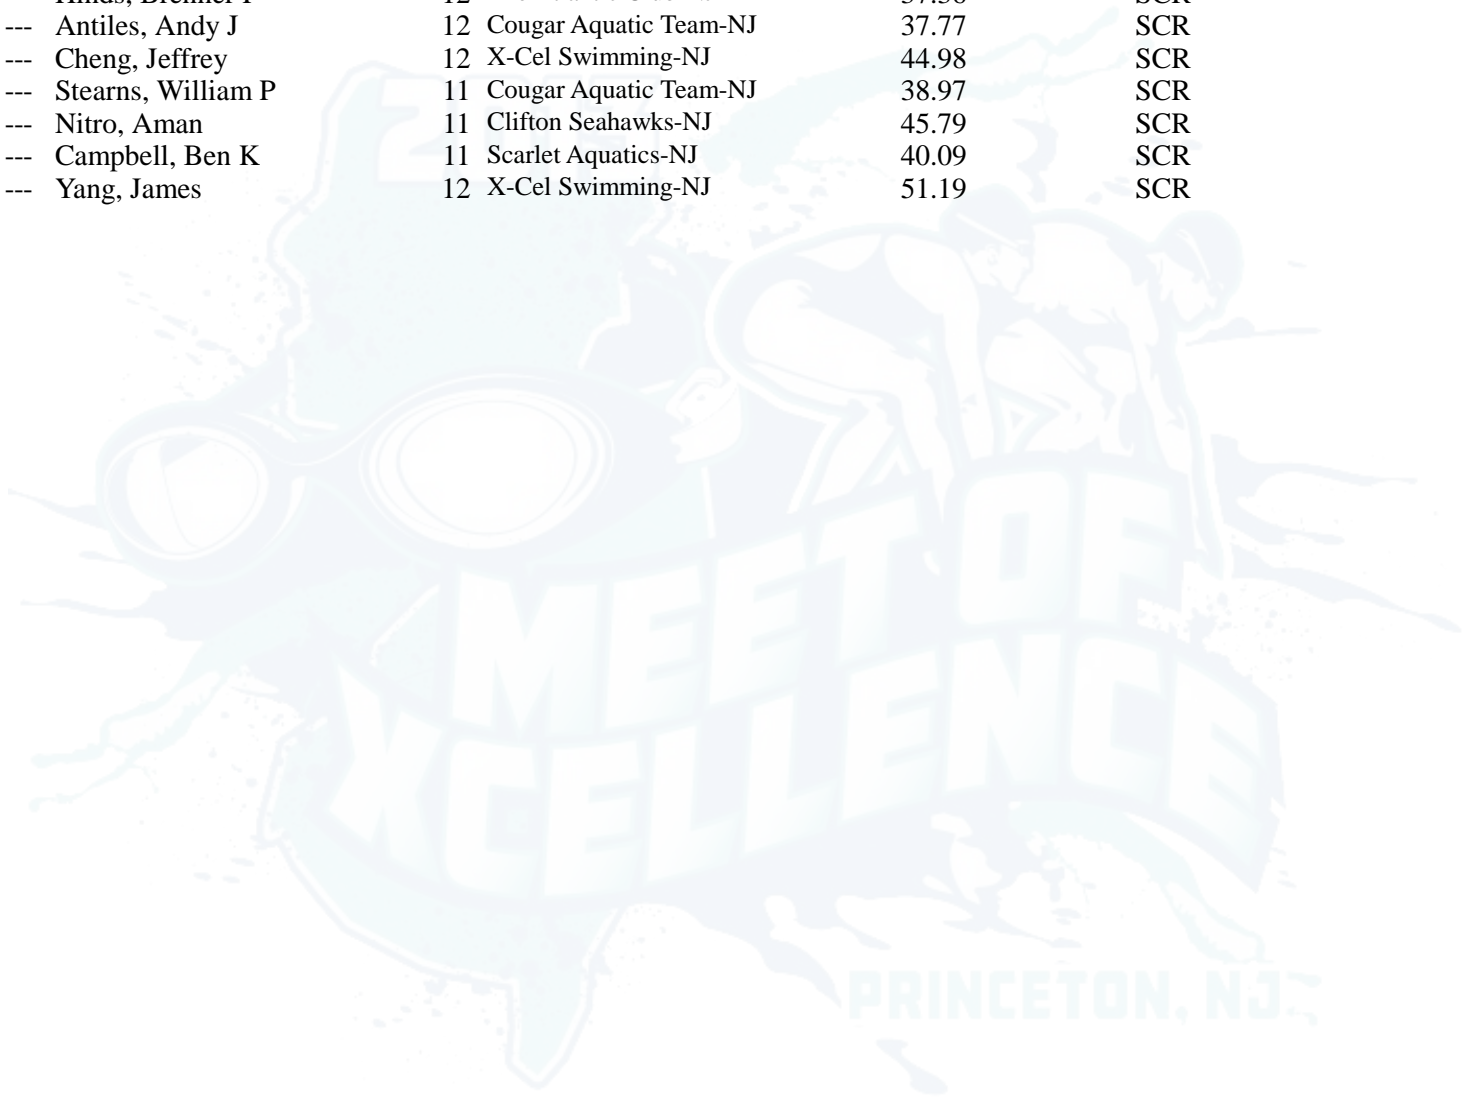 --- Antiles, Andy J 12 Cougar Aquatic Team-NJ 37.77 SCR
--- Cheng, Jeffrey 12 X-Cel Swimming-NJ 44.98 SCR
--- Stearns, William P 11 Cougar Aquatic Team-NJ 38.97 SCR
--- Nitro, Aman 11 Clifton Seahawks-NJ 45.79 SCR
--- Campbell, Ben K 11 Scarlet Aquatics-NJ 40.09 SCR
--- Yang, James 12 X-Cel Swimming-NJ 51.19 SCR
2013
MEET OF
XCELLENCE
PRINCETON, NJ